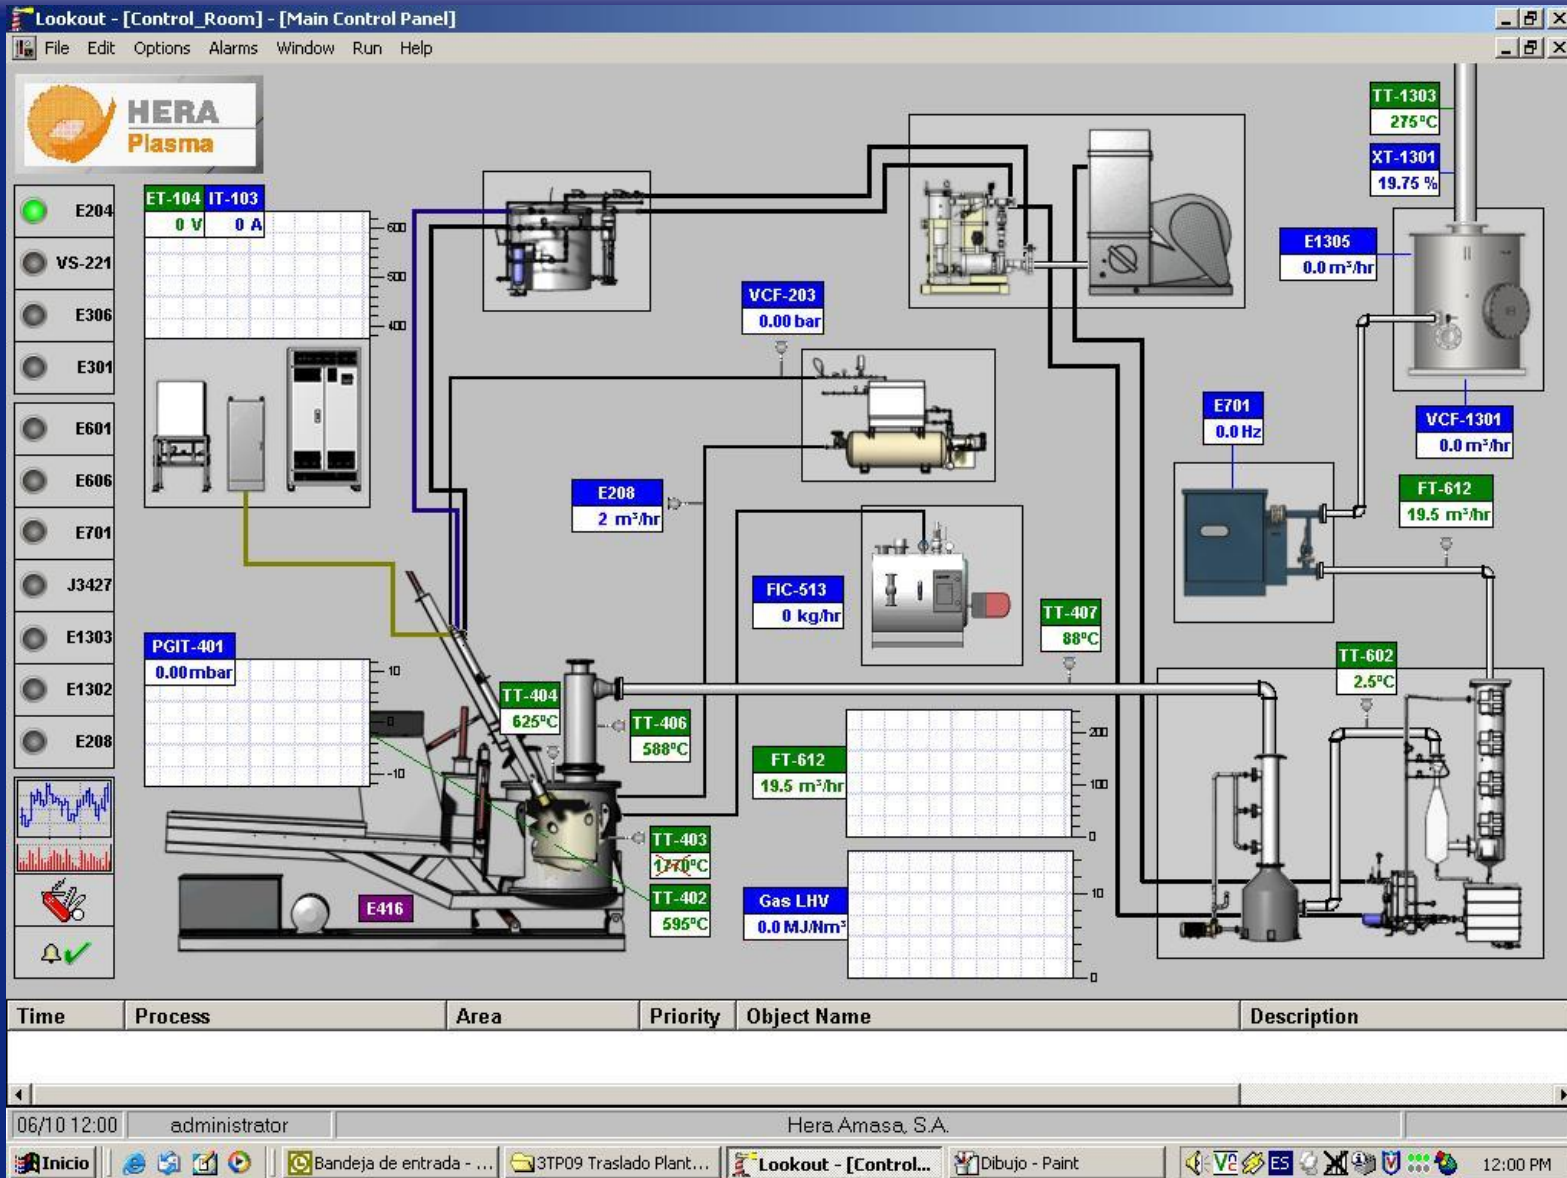 Lookout - [Control_Room] - [Main Control Panel]
File Edit Options Alarms Window Run Help
HERA
Plasma
E204
VS-221
E306
E301
E601
E606
E701
J3427
E1303
E1302
E208
ET-104 IT-103
0 V 0 A
600
500
400
VCF-203
0.00 bar
E208
2 m³/hr
FIC-513
0 kg/hr
TT-1303
275ºC
XT-1301
19.75 %
E1305
0.0 m³/hr
VCF-1301
0.0 m³/hr
E701
0.0 Hz
FT-612
19.5 m³/hr
TT-407
88ºC
TT-602
2.5ºC
PGIT-401
0.00 mbar
10
0
-10
TT-404
625ºC
TT-406
588ºC
TT-403
1770ºC
TT-402
595ºC
E416
FT-612
19.5 m³/hr
200
100
0
Gas LHV
0.0 MJ/Nm³
10
0
Time Process Area Priority Object Name Description
06/10 12:00 administrator Hera Amasa, S.A.
Inicio Bandeja de entrada - ... 3TP09 Traslado Plant... Lookout - [Control... Dibujo - Paint ES 12:00 PM